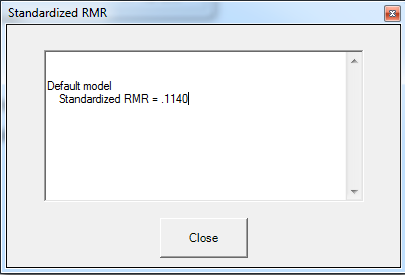 Standardized RMR
Default model
Standardized RMR = .1140
Close